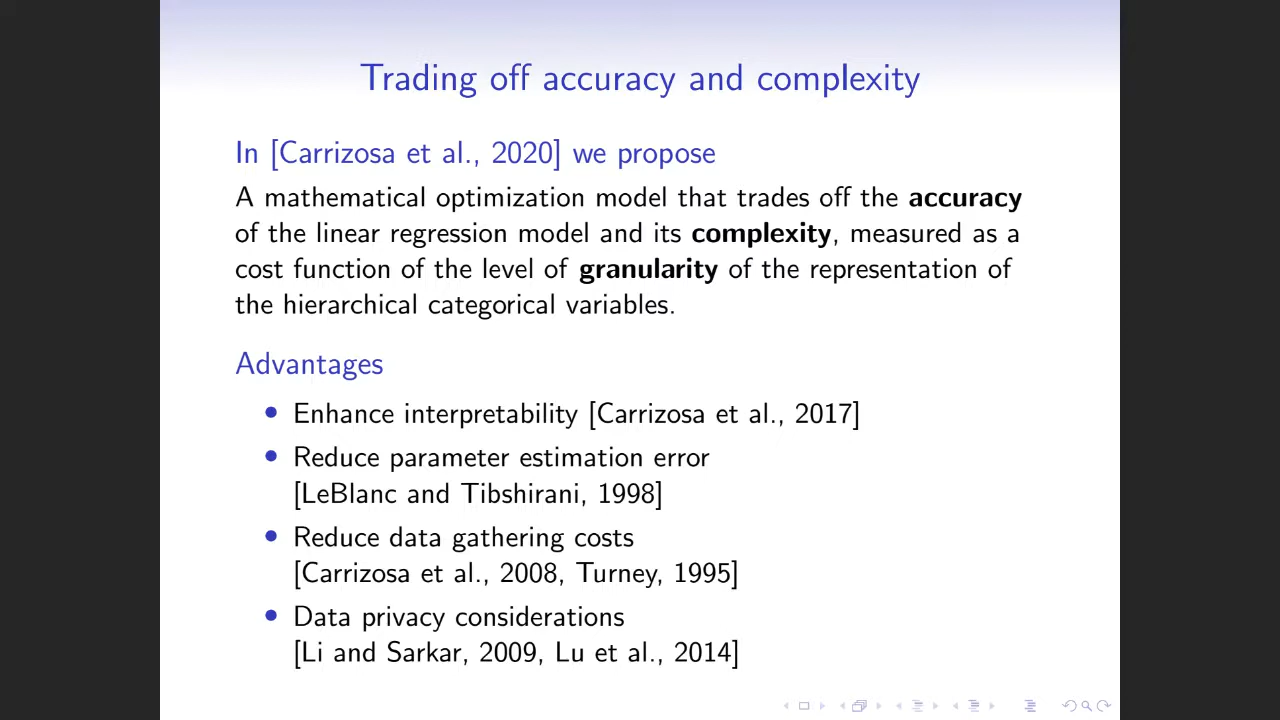 Trading off accuracy and complexity
In [Carrizosa et al., 2020] we propose
A mathematical optimization model that trades off the accuracy
of the linear regression model and its complexity, measured as a
cost function of the level of granularity of the representation of
the hierarchical categorical variables.
Advantages
• Enhance interpretability [Carrizosa et al., 2017]
• Reduce parameter estimation error
[LeBlanc and Tibshirani, 1998]
• Reduce data gathering costs
[Carrizosa et al., 2008, Turney, 1995]
• Data privacy considerations
[Li and Sarkar, 2009, Lu et al., 2014]